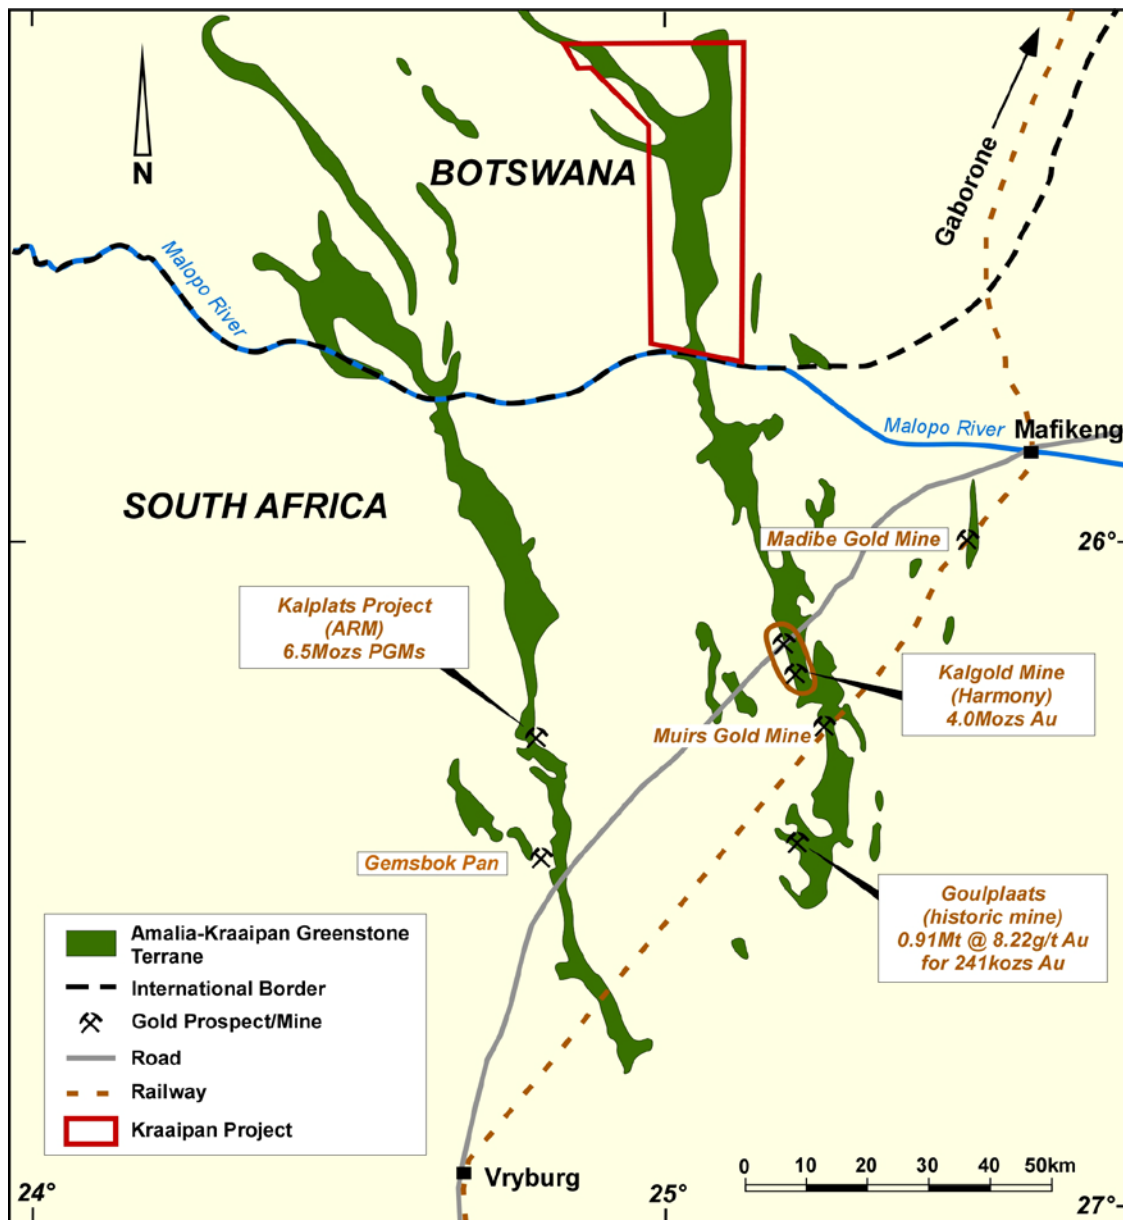 N
BOTSWANA
Gaborone
Malopo River
Malopo River
Mafikeng
SOUTH AFRICA
Madibe Gold Mine
26°
Kalplats Project
(ARM)
6.5Mozs PGMs
Kalgold Mine
(Harmony)
4.0Mozs Au
Muirs Gold Mine
Gemsbok Pan
Goulplaats
(historic mine)
0.91Mt @ 8.22g/t Au
for 241kozs Au
Amalia-Kraaipan Greenstone
Terrane
International Border
Gold Prospect/Mine
Road
Railway
Kraaipan Project
Vryburg
0 10 20 30 40 50km
24°
25°
27°